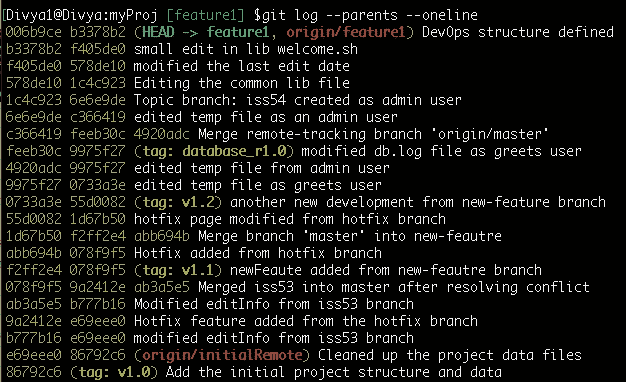 Divya1@Divya:myProj [feature1] $git log --parents --oneline
006b9ce b3378b2 (HEAD -> feature1, origin/feature1) DevOps structure defined
b3378b2 f405de0 small edit in lib welcome.sh
f405de0 578de10 modified the last edit date
578de10 1c4c923 Editing the common lib file
1c4c923 6e6e9de Topic branch: iss54 created as admin user
6e6e9de c366419 edited temp file as an admin user
c366419 feeb30c 4920adc Merge remote-tracking branch 'origin/master'
feeb30c 9975f27 (tag: database_r1.0) modified db.log file as greets user
4920adc 9975f27 edited temp file from admin user
9975f27 0733a3e edited temp file as greets user
0733a3e 55d0082 (tag: v1.2) another new development from new-feature branch
55d0082 1d67b50 hotfix page modified from hotfix branch
1d67b50 f2ff2e4 abb694b Merge branch 'master' into new-feautre
abb694b 078f9f5 Hotfix added from hotfix branch
f2ff2e4 078f9f5 (tag: v1.1) newFeaute added from new-feautre branch
078f9f5 9a2412e ab3a5e5 Merged iss53 into master after resolving conflict
ab3a5e5 b777b16 Modified editInfo from iss53 branch
9a2412e e69eee0 Hotfix feature added from the hotfix branch
b777b16 e69eee0 modified editInfo from iss53 branch
e69eee0 86792c6 (origin/initialRemote) Cleaned up the project data files
86792c6 (tag: v1.0) Add the initial project structure and data